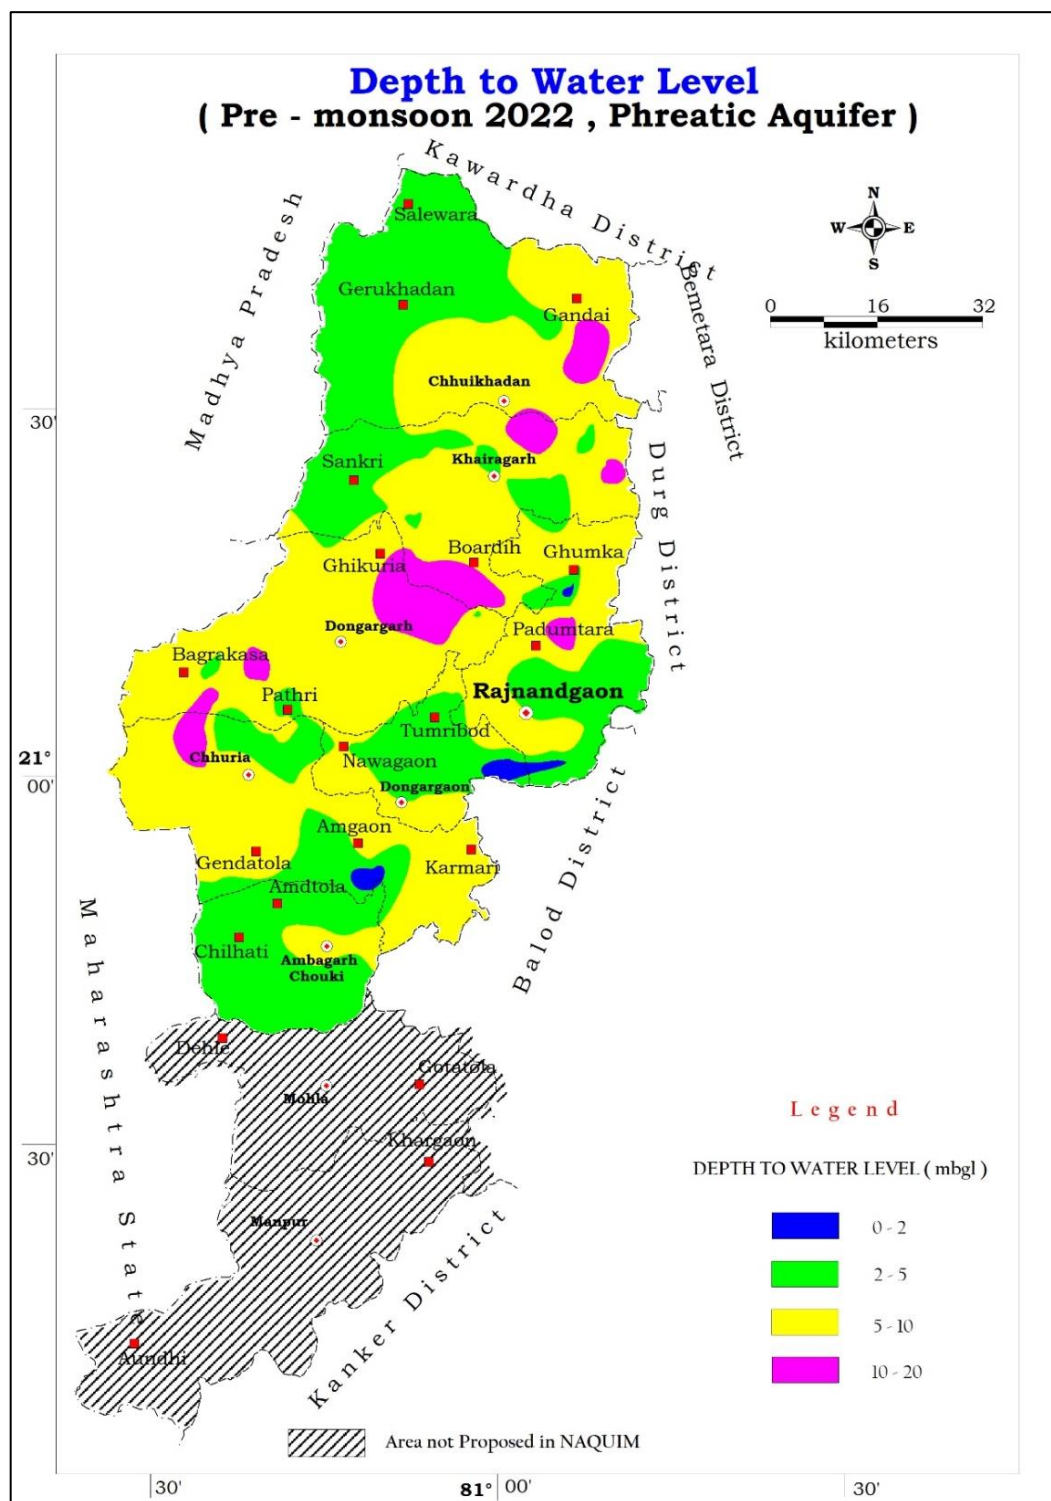 Depth to Water Level
( Pre - monsoon 2022 , Phreatic Aquifer )
Kawardha District
Madhya Pradesh
Salewara
N
W E
S
Bemetara District
Gerukhadan
Gandai
0 16 32
kilometers
Chhuikhadan
30'
Durg District
Sankri
Khairagarh
Ghikuria
Boardih
Ghumka
Dongargarh
Padumtara
Bagrakasa
Pathri
Rajnandgaon
Tumribod
21°
00'
Chhuria
Nawagaon
Dongargaon
Balod District
Amgaon
Gendatola
Karmari
Amdtola
Chilhati
Ambagarh
Chouki
Maharashtra State
Dehle
Gotatola
Mohla
Khargaon
30'
Manpur
Kanker District
Aundhi
Legend
DEPTH TO WATER LEVEL ( mbgl )
0 - 2
2 - 5
5 - 10
10 - 20
Area not Proposed in NAQUIM
30'
81° 00'
30'